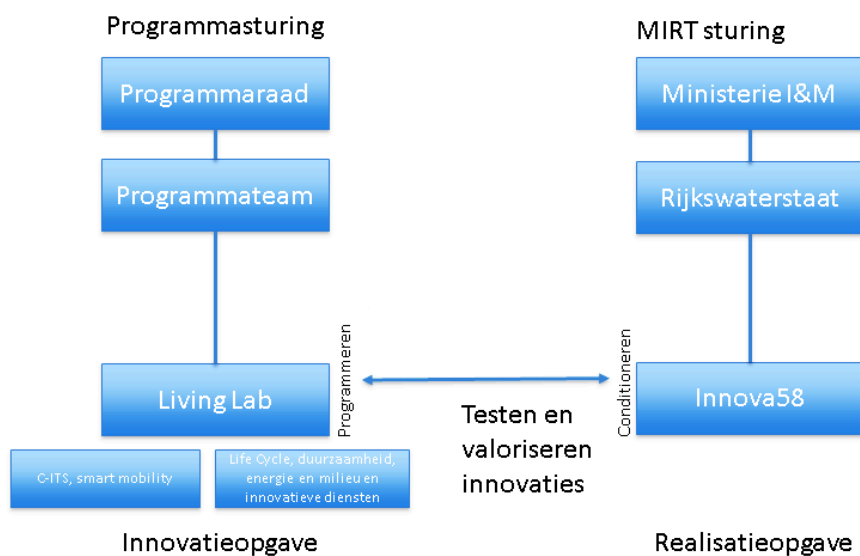 Programmasturing
MIRT sturing
Programmaraad
Ministerie I&M
Programmateam
Rijkswaterstaat
Programmeren
Conditioneren
Living Lab
Innova58
Testen en
valoriseren
innovaties
C-ITS, smart mobility
Life Cycle, duurzaamheid,
energie en milieu en
innovatieve diensten
Innovatieopgave
Realisatieopgave